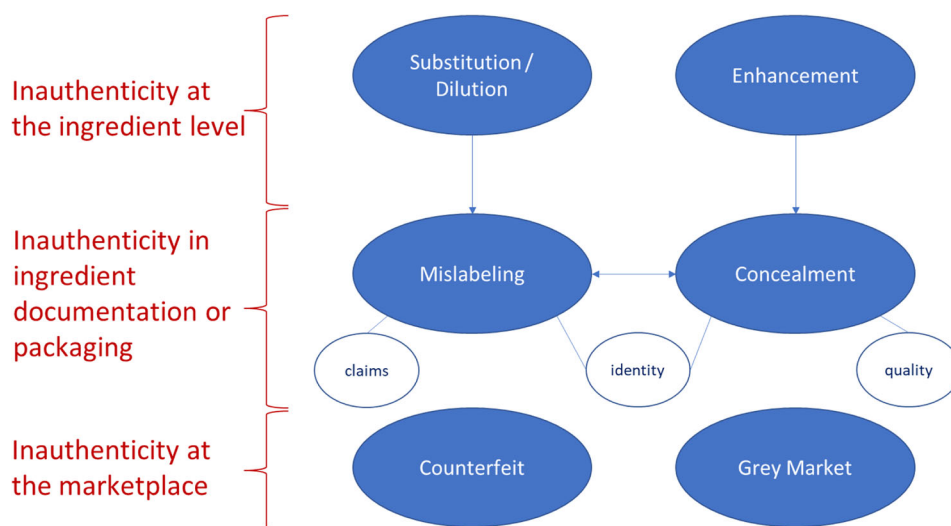 Inauthenticity at
the ingredient level
Substitution /
Dilution
Enhancement
Inauthenticity in
ingredient
documentation or
packaging
Mislabeling
Concealment
claims
identity
quality
Inauthenticity at
the marketplace
Counterfeit
Grey Market